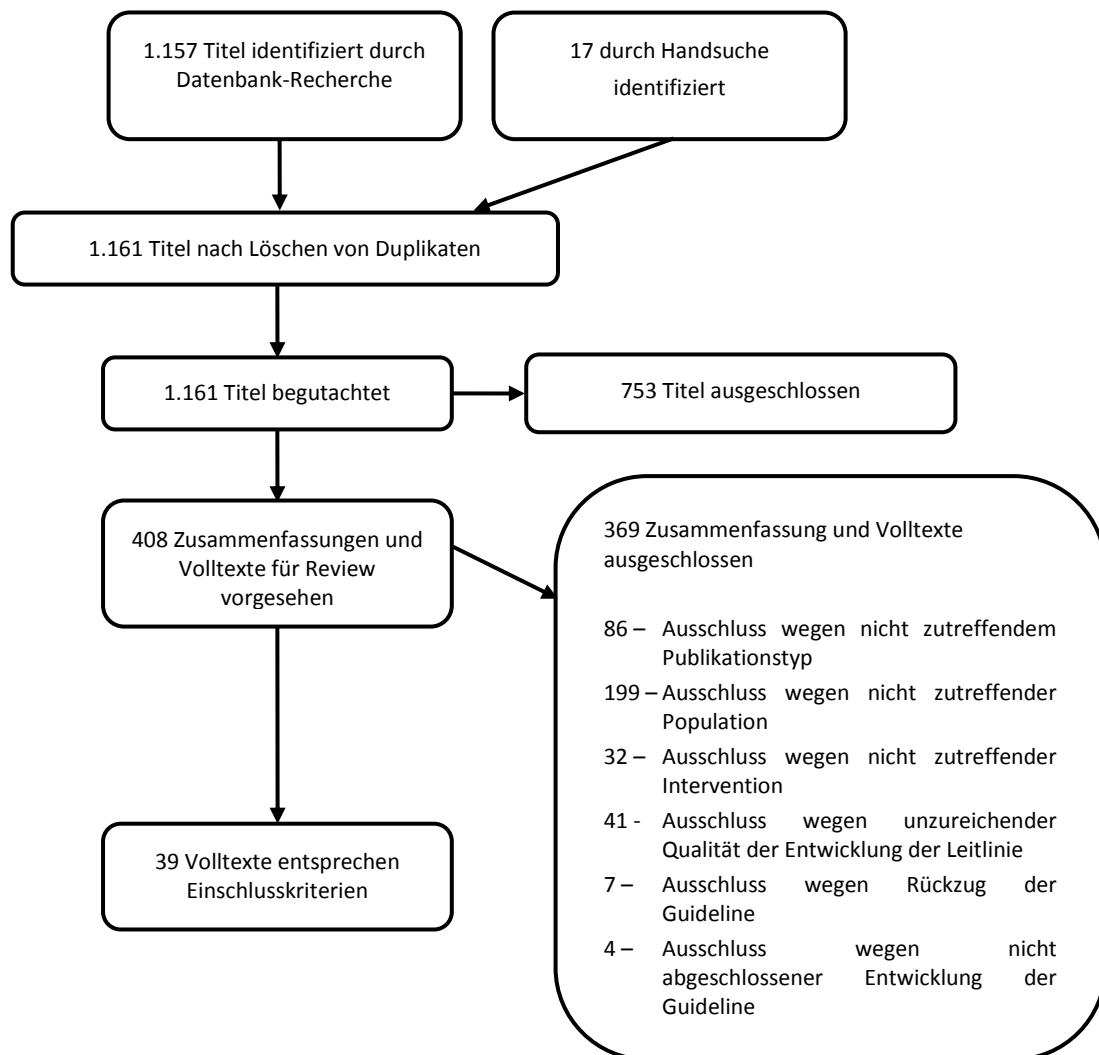 1.157 Titel identifiziert durch
Datenbank-Recherche
17 durch Handsuche
identifiziert
1.161 Titel nach Löschen von Duplikaten
1.161 Titel begutachtet
753 Titel ausgeschlossen
408 Zusammenfassungen und
Volltexte für Review
vorgesehen
369 Zusammenfassung und Volltexte
ausgeschlossen
86 – Ausschluss wegen nicht zutreffendem
Publikationstyp
199 – Ausschluss wegen nicht zutreffender
Population
32 – Ausschluss wegen nicht zutreffender
Intervention
41 - Ausschluss wegen unzureichender
Qualität der Entwicklung der Leitlinie
7 – Ausschluss wegen Rückzug der
Guideline
4 – Ausschluss wegen nicht
abgeschlossener Entwicklung der
Guideline
39 Volltexte entsprechen
Einschlusskriterien